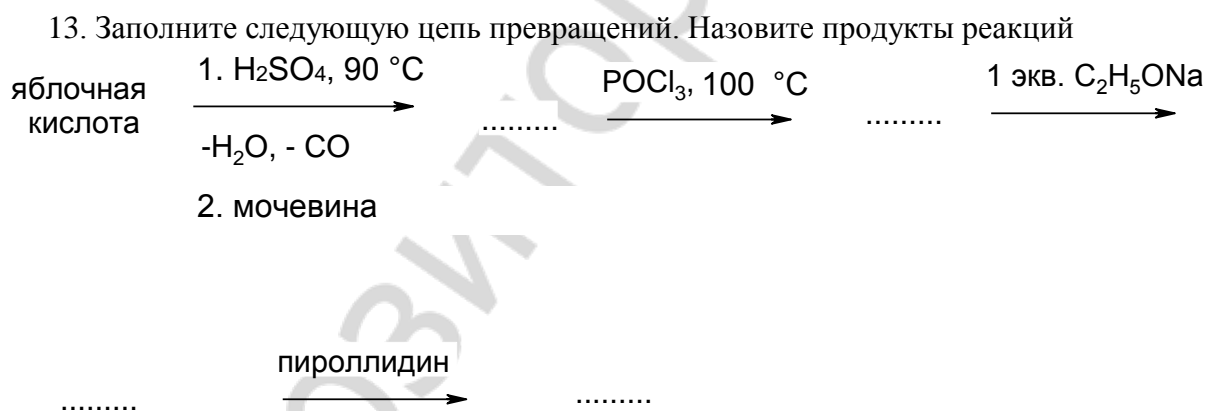 13. Заполните следующую цепь превращений. Назовите продукты реакций
яблочная кислота
1. H₂SO₄, 90 °C
-H₂O, - CO
2. мочевина
.........
POCl₃, 100 °C
.........
1 экв. C₂H₅ONa
.........
пироллидин
.........